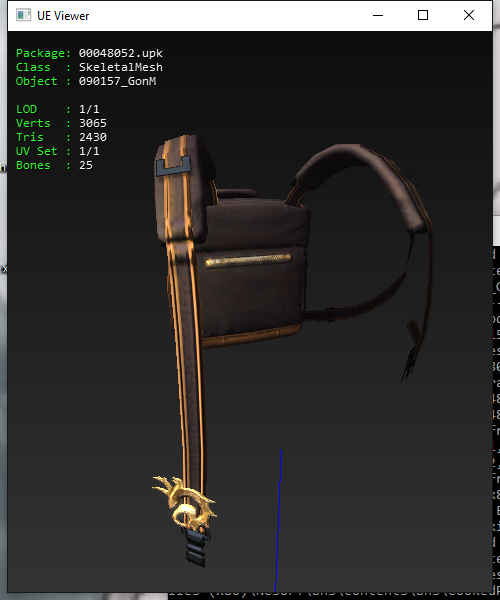 UE Viewer
Package: 00048052.upk
Class : SkeletalMesh
Object : 090157_GonM
LOD : 1/1
Verts : 3065
Tris : 2430
UV Set : 1/1
Bones : 25